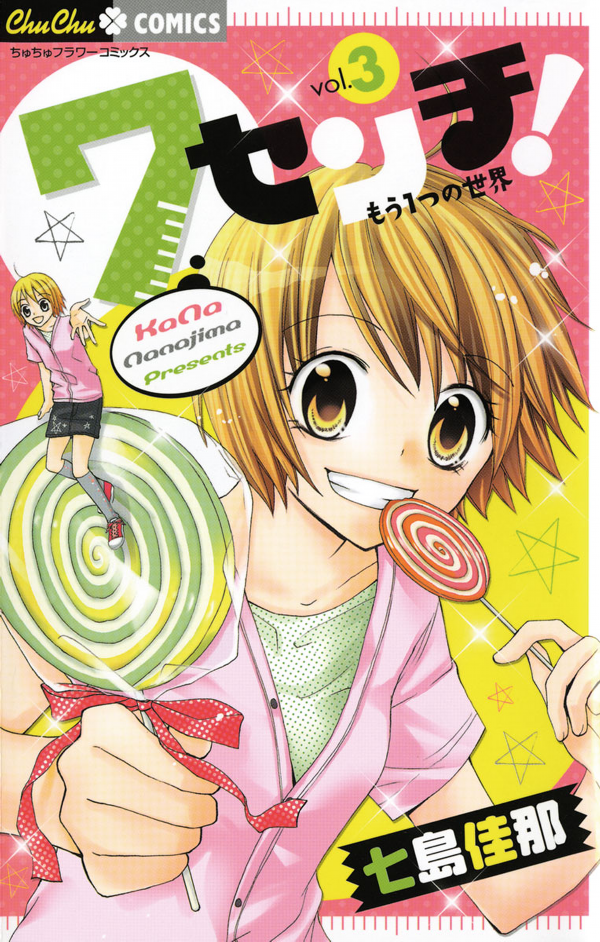 ChuChu COMICS
ちゅちゅフラワーコミックス
vol.3
7センチ!
もう1つの世界
KaNa
Nanajima
Presents
七島佳那